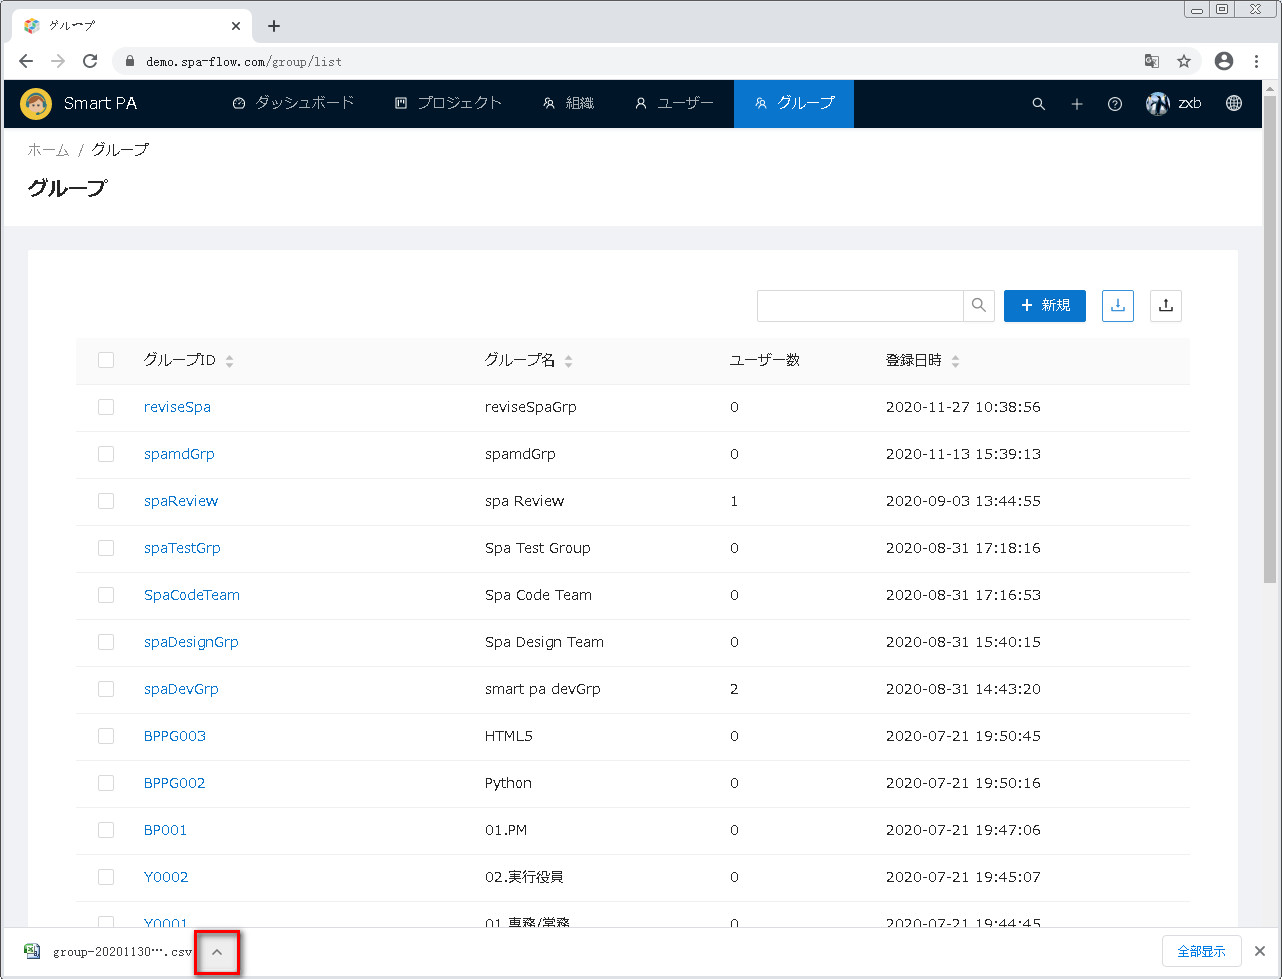 グループ
demo.spa-flow.com/group/list
Smart PA ダッシュボード プロジェクト 組織 ユーザー グループ zxb
ホーム / グループ
グループ
新規
グループID グループ名 ユーザー数 登録日時
reviseSpa reviseSpaGrp 0 2020-11-27 10:38:56
spamdGrp spamdGrp 0 2020-11-13 15:39:13
spaReview spa Review 1 2020-09-03 13:44:55
spaTestGrp Spa Test Group 0 2020-08-31 17:18:16
SpaCodeTeam Spa Code Team 0 2020-08-31 17:16:53
spaDesignGrp Spa Design Team 0 2020-08-31 15:40:15
spaDevGrp smart pa devGrp 2 2020-08-31 14:43:20
BPPG003 HTML5 0 2020-07-21 19:50:45
BPPG002 Python 0 2020-07-21 19:50:16
BP001 01.PM 0 2020-07-21 19:47:06
Y0002 02.実行役員 0 2020-07-21 19:45:07
Y0001 01.専務/常務 0 2020-07-21 19:44:45
group-20201130….csv 全部显示